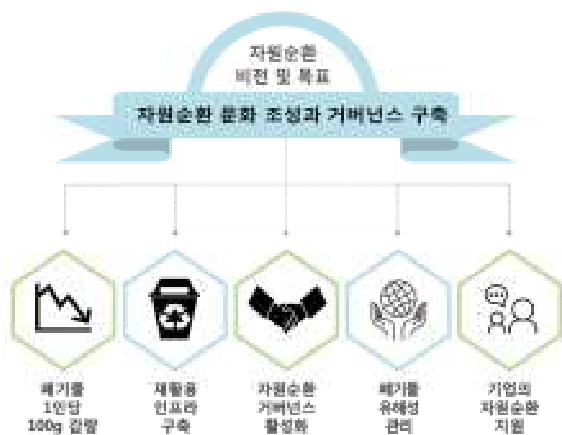 자원순환
비전 및 목표
자원순환 문화 조성과 거버넌스 구축
폐기물
1인당
100g 감량
재활용
인프라
구축
자원순환
거버넌스
활성화
폐기물
유해성
관리
기업의
자원순환
지원